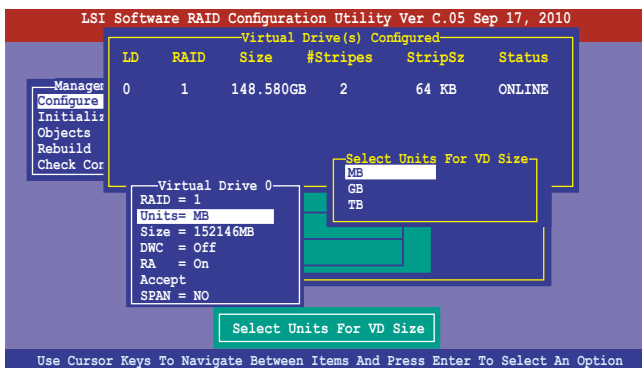 LSI Software RAID Configuration Utility Ver C.05 Sep 17, 2010
Virtual Drive(s) Configured
LD RAID Size #Stripes StripSz Status
0 1 148.580GB 2 64 KB ONLINE
Managem
Configure
Initializ
Objects
Rebuild
Check Con
Select Units For VD Size
MB
GB
TB
Virtual Drive 0
RAID = 1
Units= MB
Size = 152146MB
DWC = Off
RA = On
Accept
SPAN = NO
Select Units For VD Size
Use Cursor Keys To Navigate Between Items And Press Enter To Select An Option